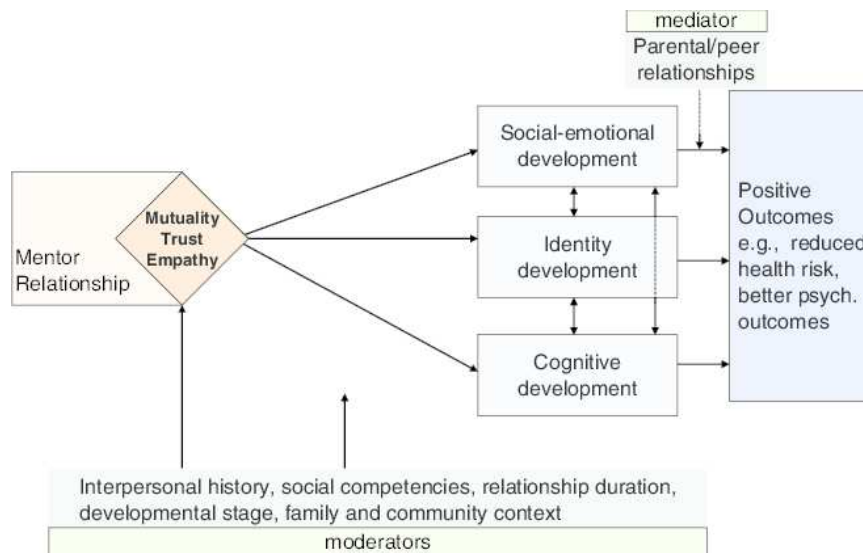 mediator
Parental/peer
relationships
Social-emotional
development
Mutuality
Trust
Empathy
Mentor
Relationship
Identity
development
Positive
Outcomes
e.g., reduced
health risk,
better psych.
outcomes
Cognitive
development
Interpersonal history, social competencies, relationship duration,
developmental stage, family and community context
moderators